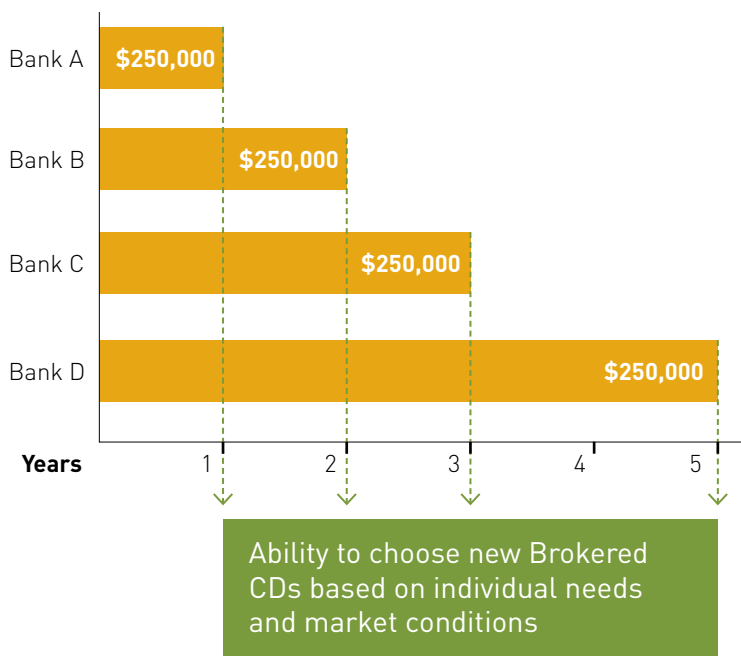 Bank A $250,000
Bank B $250,000
Bank C $250,000
Bank D $250,000
Years 1 2 3 4 5
Ability to choose new Brokered
CDs based on individual needs
and market conditions